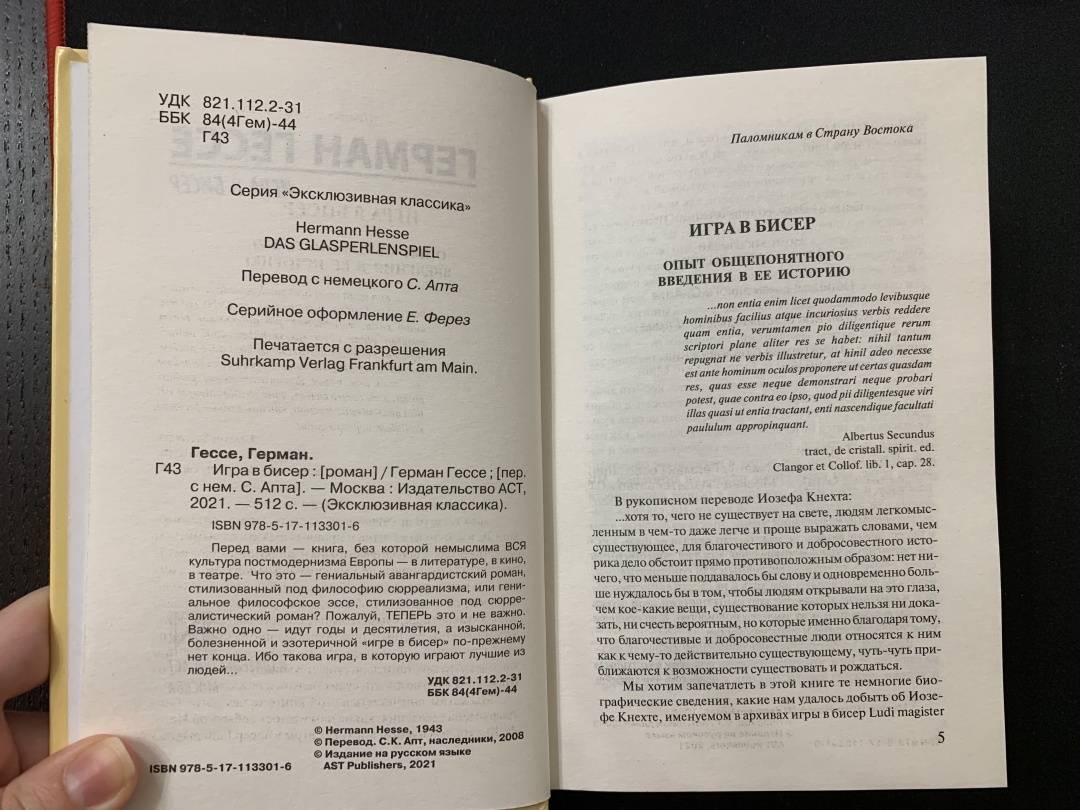 УДК 821.112.2-31
ББК 84(4Гем)-44
Г43
Серия «Эксклюзивная классика»
Hermann Hesse
DAS GLASPERLENSPIEL
Перевод с немецкого С. Апта
Серийное оформление Е. Ферез
Печатается с разрешения
Suhrkamp Verlag Frankfurt am Main.
Гессе, Герман.
Г43 Игра в бисер : [роман] / Герман Гессе ; [пер.
с нем. С. Апта]. — Москва : Издательство АСТ,
2021. — 512 с. — (Эксклюзивная классика).
ISBN 978-5-17-113301-6
Перед вами — книга, без которой немыслима ВСЯ
культура постмодернизма Европы — в литературе, в кино,
в театре. Что это — гениальный авангардистский роман,
стилизованный под философию сюрреализма, или гени-
альное философское эссе, стилизованное под сюрре-
алистический роман? Пожалуй, ТЕПЕРЬ это и не важно.
Важно одно — идут годы и десятилетия, а изысканной,
болезненной и эзотеричной «игре в бисер» по-прежнему
нет конца. Ибо такова игра, в которую играют лучшие из
людей...
УДК 821.112.2-31
ББК 84(4Гем)-44
© Hermann Hesse, 1943
© Перевод. С.К. Апт, наследники, 2008
© Издание на русском языке
AST Publishers, 2021
ISBN 978-5-17-113301-6
Паломникам в Страну Востока
ИГРА В БИСЕР
ОПЫТ ОБЩЕПОНЯТНОГО
ВВЕДЕНИЯ В ЕЕ ИСТОРИЮ
...non entia enim licet quodammodo levibusque
hominibus facilius atque incuriosius verbis reddere
quam entia, verumtamen pio diligentique rerum
scriptori plane aliter res se habet: nihil tantum
repugnat ne verbis illustretur, at hinil adeo necesse
est ante hominum oculos proponere ut certas quasdam
res, quas esse neque demonstrari neque probari
potest, quae contra eo ipso, quod pii diligentesque viri
illas quasi ut entia tractant, enti nascendique facultati
paululum appropinquant.
Albertus Secundus
tract, de cristall. spirit. ed.
Clangor et Collof. lib. 1, cap. 28.
В рукописном переводе Иозефа Кнехта:
...хотя то, чего не существует на свете, людям легкомыс-
ленным в чем-то даже легче и проще выражать словами, чем
существующее, для благочестивого и добросовестного исто-
рика дело обстоит прямо противоположным образом: нет ни-
чего, что меньше поддавалось бы слову и одновременно боль-
ше нуждалось бы в том, чтобы людям открывали на это глаза,
чем кое-какие вещи, существование которых нельзя ни дока-
зать, ни счесть вероятным, но которые именно благодаря тому,
что благочестивые и добросовестные люди относятся к ним
как к чему-то действительно существующему, чуть-чуть при-
ближаются к возможности существовать и рождаться.
Мы хотим запечатлеть в этой книге те немногие био-
графические сведения, какие нам удалось добыть об Иозе-
фе Кнехте, именуемом в архивах игры в бисер Ludi magister
5